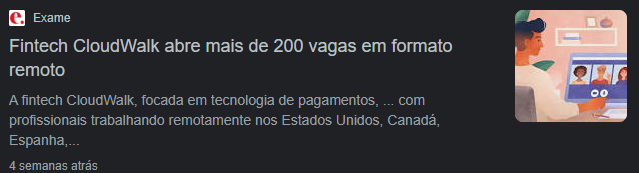 Exame
Fintech CloudWalk abre mais de 200 vagas em formato
remoto
A fintech CloudWalk, focada em tecnologia de pagamentos, ... com
profissionais trabalhando remotamente nos Estados Unidos, Canadá,
Espanha,...
4 semanas atrás